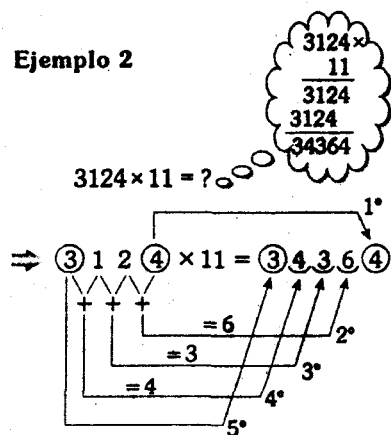 Ejemplo 2
3124×
11
3124
3124
34364
3124 × 11 = ?
1°
⇒ 3 1 2 4 × 11 = 3 4 3 6 4
+ + +
= 6 2°
= 3 3°
= 4 4°
5°